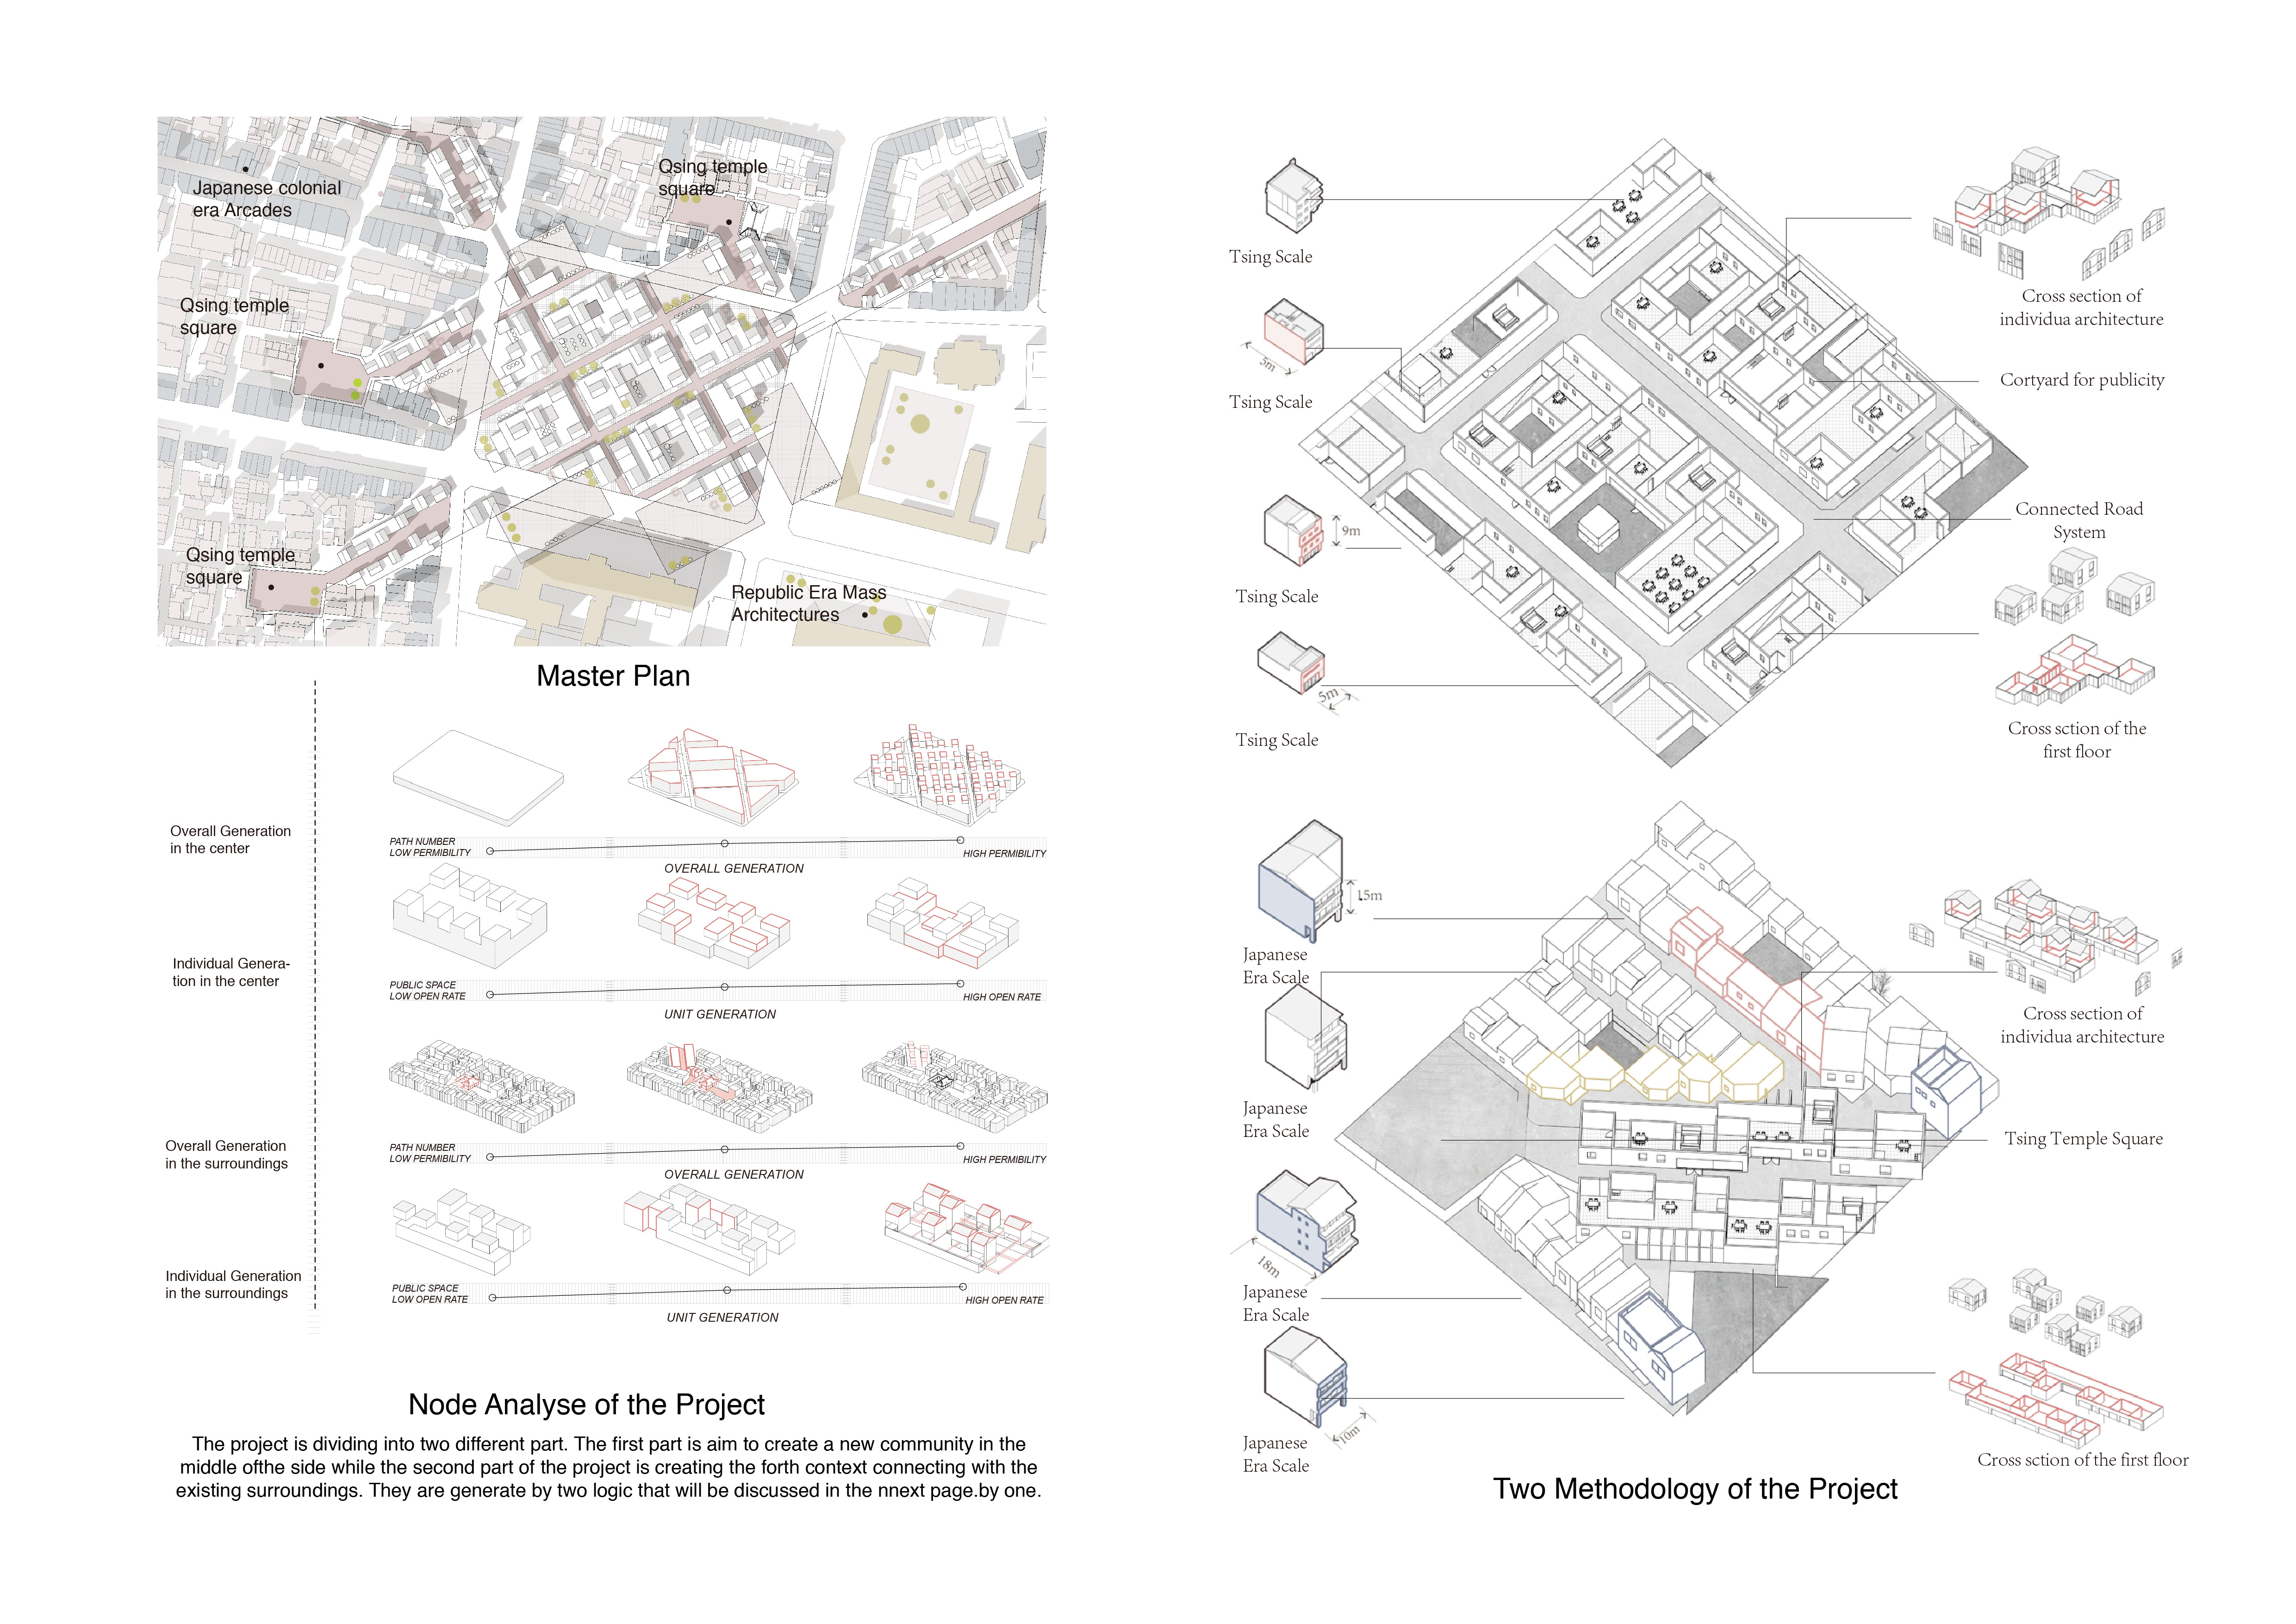 Japanese colonial
era Arcades
Qsing temple
square
Qsing temple
square
Qsing temple
square
Republic Era Mass
Architectures
Master Plan
Overall Generation
in the center
PATH NUMBER
LOW PERMIBILITY
HIGH PERMIBILITY
OVERALL GENERATION
Individual Genera-
tion in the center
PUBLIC SPACE
LOW OPEN RATE
HIGH OPEN RATE
UNIT GENERATION
Overall Generation
in the surroundings
PATH NUMBER
LOW PERMIBILITY
HIGH PERMIBILITY
OVERALL GENERATION
Individual Generation
in the surroundings
PUBLIC SPACE
LOW OPEN RATE
HIGH OPEN RATE
UNIT GENERATION
Node Analyse of the Project
The project is dividing into two different part. The first part is aim to create a new community in the
middle ofthe side while the second part of the project is creating the forth context connecting with the
existing surroundings. They are generate by two logic that will be discussed in the nnext page.by one.
Tsing Scale
5m
Tsing Scale
9m
Tsing Scale
5m
Tsing Scale
Cross section of
individua architecture
Cortyard for publicity
Connected Road
System
Cross sction of the
first floor
15m
Japanese
Era Scale
Japanese
Era Scale
18m
Japanese
Era Scale
10m
Japanese
Era Scale
Cross section of
individua architecture
Tsing Temple Square
Cross sction of the first floor
Two Methodology of the Project